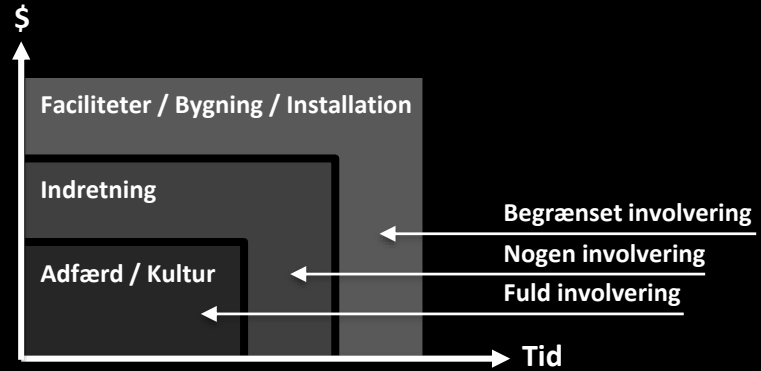 $
Faciliteter / Bygning / Installation
Indretning
Begrænset involvering
Nogen involvering
Adfærd / Kultur
Fuld involvering
Tid